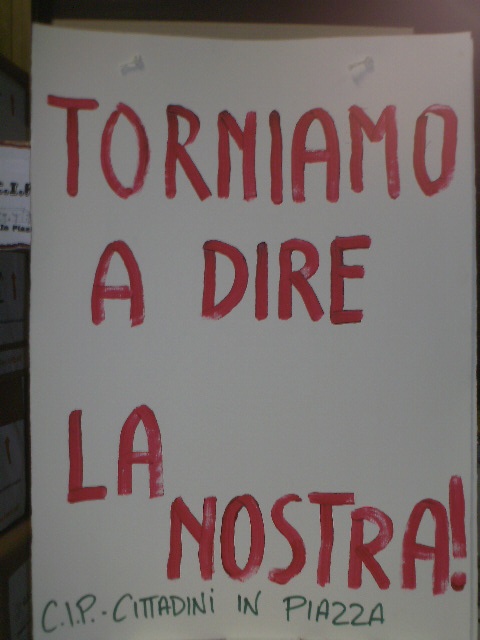 TORNIAMO
A DIRE
LA
NOSTRA!
C.I.P.-CITTADINI IN PIAZZA